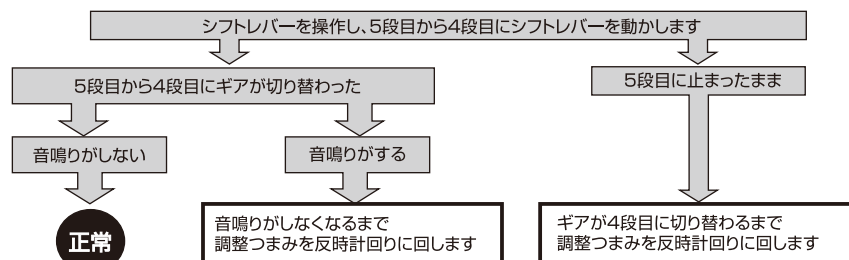 シフトレバーを操作し、5段目から4段目にシフトレバーを動かします
5段目から4段目にギアが切り替わった
5段目に止まったまま
音鳴りがしない
音鳴りがする
正常
音鳴りがしなくなるまで
調整つまみを反時計回りに回します
ギアが4段目に切り替わるまで
調整つまみを反時計回りに回します